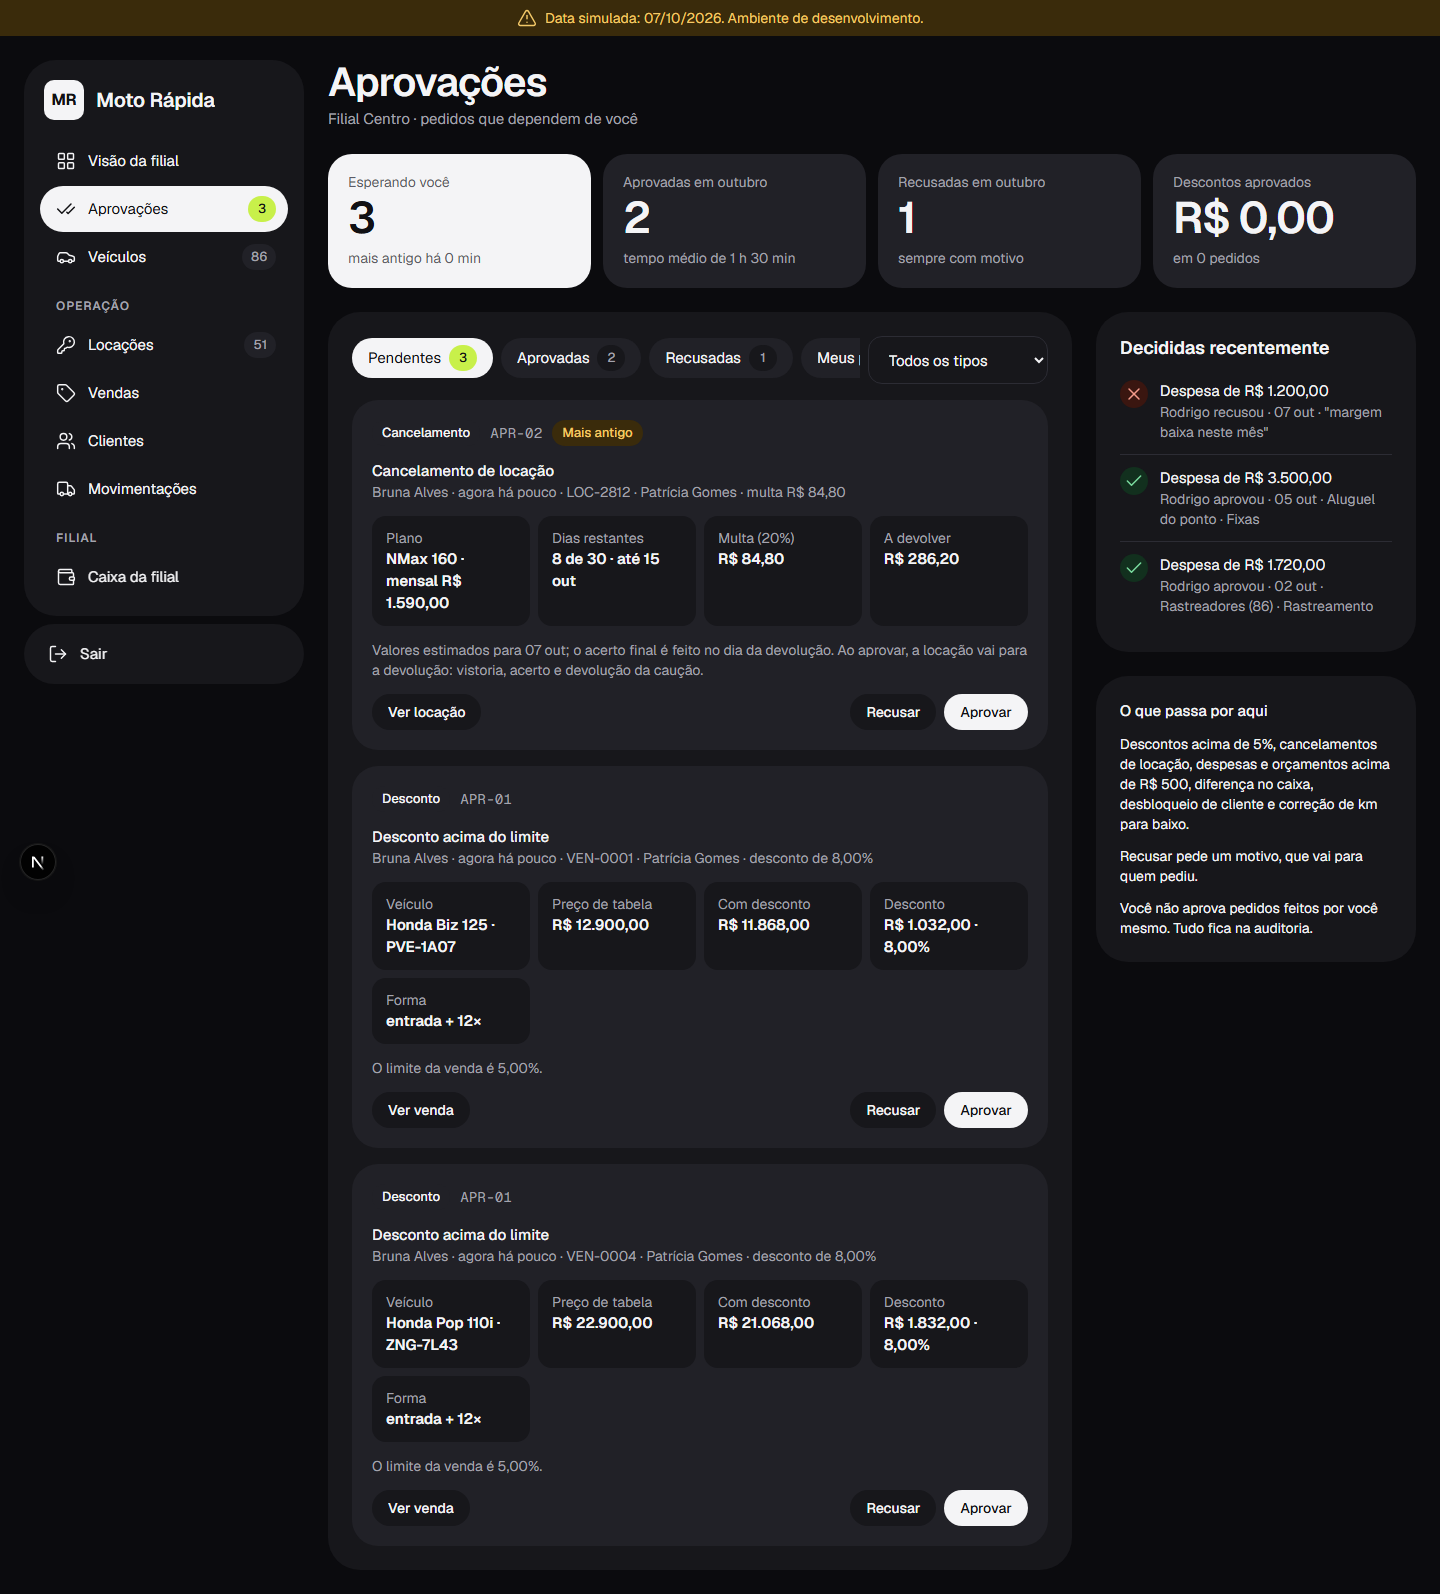 Data simulada: 07/10/2026. Ambiente de desenvolvimento.
MR
Moto Rápida
Visão da filial
Aprovações
3
Veículos
86
OPERAÇÃO
Locações
51
Vendas
Clientes
Movimentações
FILIAL
Caixa da filial
Sair
N
Aprovações
Filial Centro · pedidos que dependem de você
Esperando você
3
mais antigo há 0 min
Aprovadas em outubro
2
tempo médio de 1 h 30 min
Recusadas em outubro
1
sempre com motivo
Descontos aprovados
R$ 0,00
em 0 pedidos
Pendentes 3
Aprovadas 2
Recusadas 1
Meus
Todos os tipos
Cancelamento APR-02 Mais antigo
Cancelamento de locação
Bruna Alves · agora há pouco · LOC-2812 · Patrícia Gomes · multa R$ 84,80
Plano
NMax 160 ·
mensal R$
1.590,00
Dias restantes
8 de 30 · até 15
out
Multa (20%)
R$ 84,80
A devolver
R$ 286,20
Valores estimados para 07 out; o acerto final é feito no dia da devolução. Ao aprovar, a locação vai para
a devolução: vistoria, acerto e devolução da caução.
Ver locação
Recusar
Aprovar
Desconto APR-01
Desconto acima do limite
Bruna Alves · agora há pouco · VEN-0001 · Patrícia Gomes · desconto de 8,00%
Veículo
Honda Biz 125 ·
PVE-1A07
Preço de tabela
R$ 12.900,00
Com desconto
R$ 11.868,00
Desconto
R$ 1.032,00 ·
8,00%
Forma
entrada + 12×
O limite da venda é 5,00%.
Ver venda
Recusar
Aprovar
Desconto APR-01
Desconto acima do limite
Bruna Alves · agora há pouco · VEN-0004 · Patrícia Gomes · desconto de 8,00%
Veículo
Honda Pop 110i ·
ZNG-7L43
Preço de tabela
R$ 22.900,00
Com desconto
R$ 21.068,00
Desconto
R$ 1.832,00 ·
8,00%
Forma
entrada + 12×
O limite da venda é 5,00%.
Ver venda
Recusar
Aprovar
Decididas recentemente
Despesa de R$ 1.200,00
Rodrigo recusou · 07 out · "margem
baixa neste mês"
Despesa de R$ 3.500,00
Rodrigo aprovou · 05 out · Aluguel
do ponto · Fixas
Despesa de R$ 1.720,00
Rodrigo aprovou · 02 out ·
Rastreadores (86) · Rastreamento
O que passa por aqui
Descontos acima de 5%, cancelamentos
de locação, despesas e orçamentos acima
de R$ 500, diferença no caixa,
desbloqueio de cliente e correção de km
para baixo.
Recusar pede um motivo, que vai para
quem pediu.
Você não aprova pedidos feitos por você
mesmo. Tudo fica na auditoria.